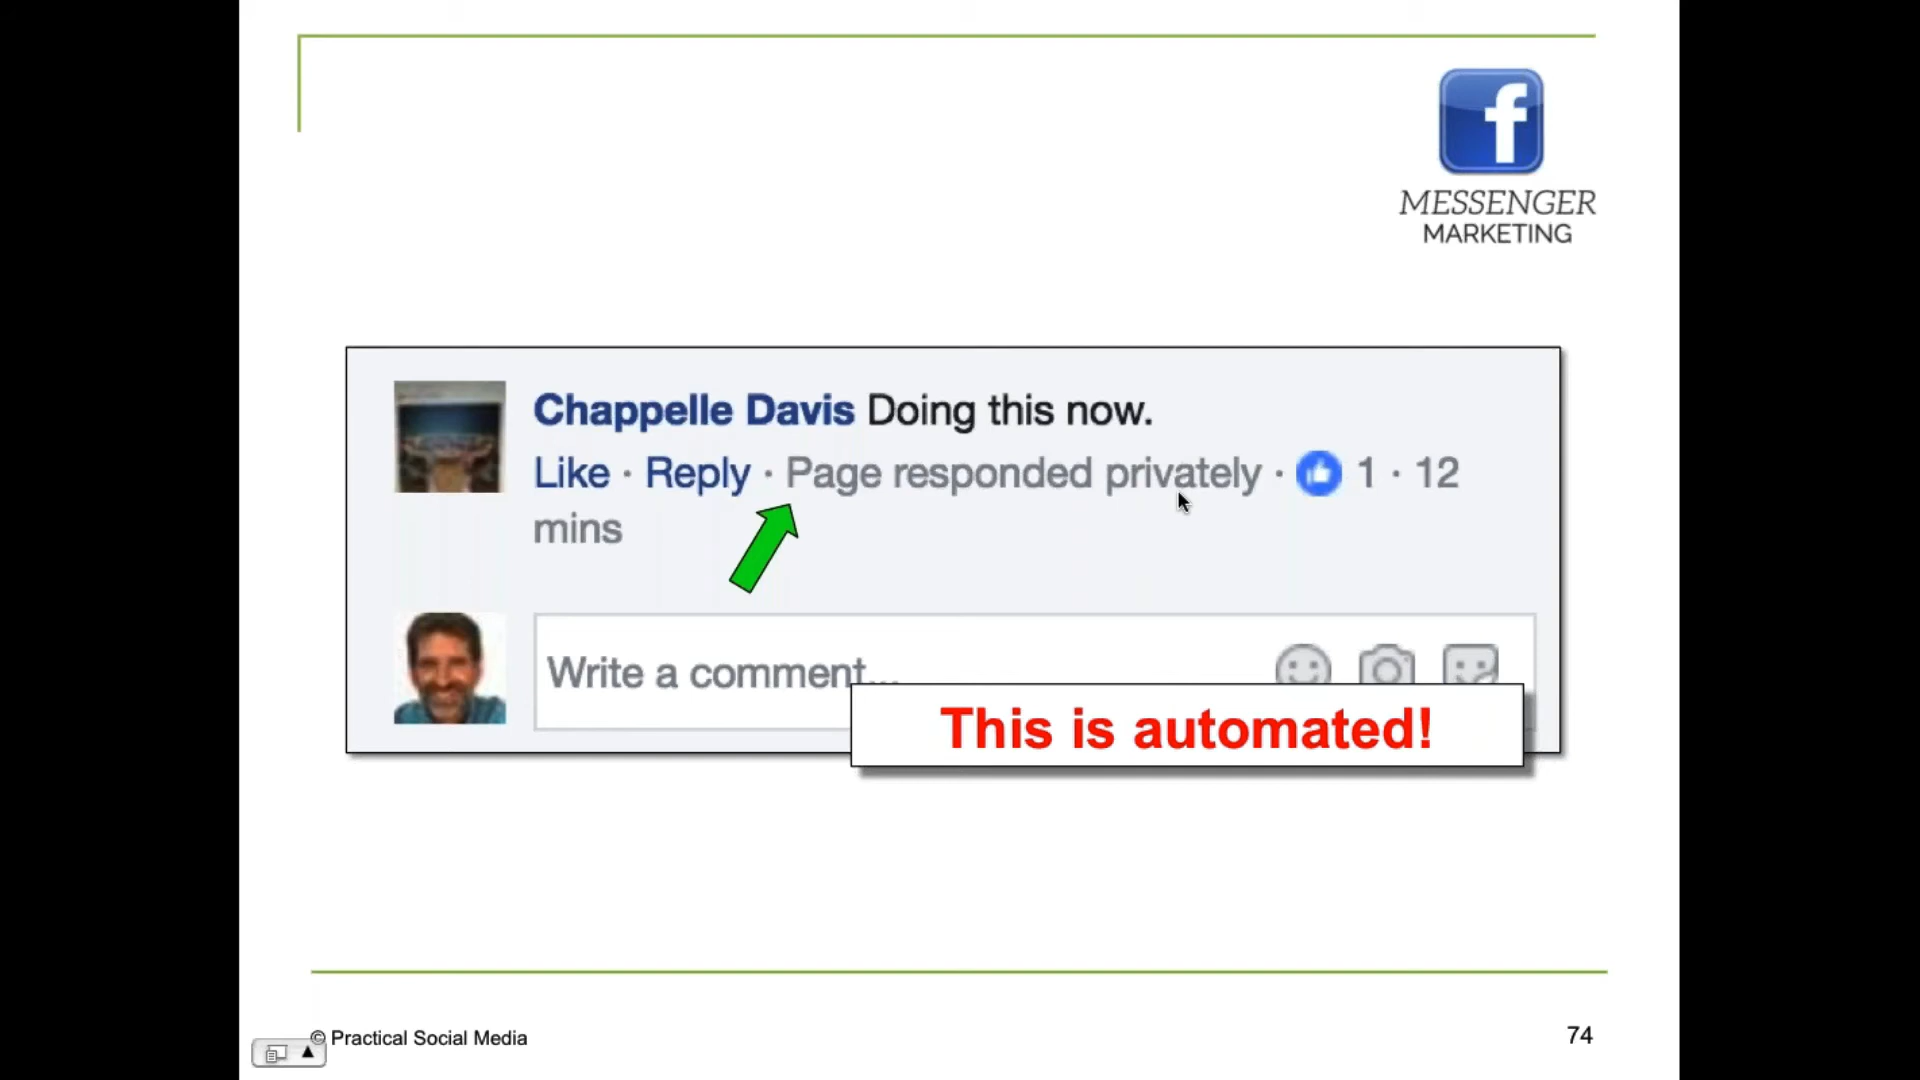 f
MESSENGER
MARKETING
Chappelle Davis Doing this now.
Like · Reply · Page responded privately · 1 · 12
mins
Write a comment...
This is automated!
© Practical Social Media
74